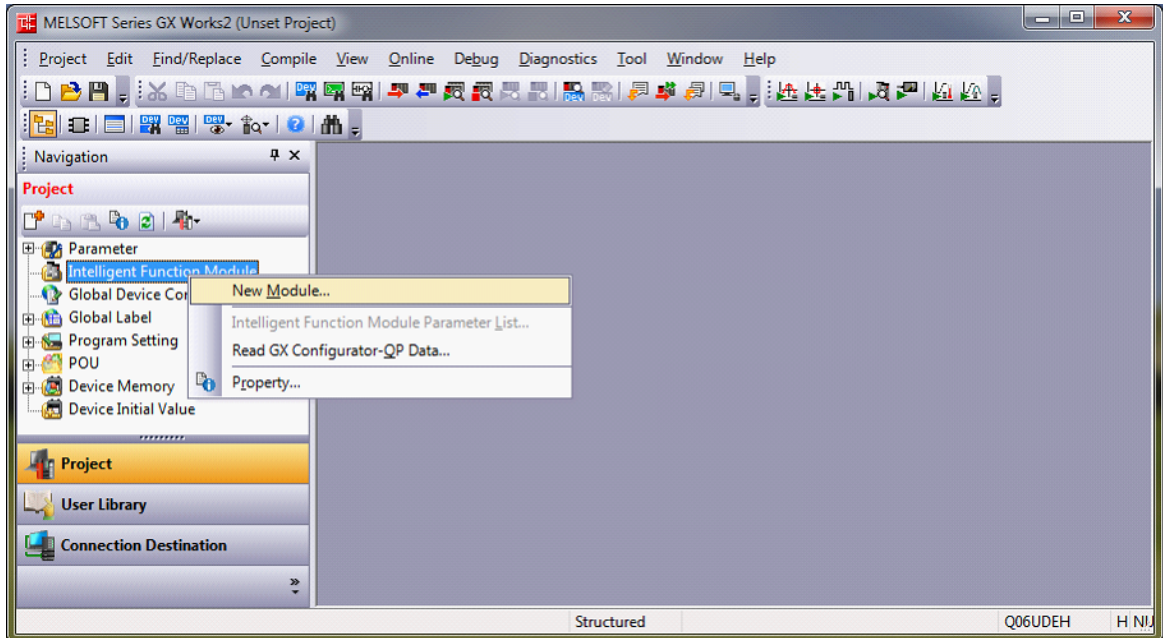 MELSOFT Series GX Works2 (Unset Project)
Project Edit Find/Replace Compile View Online Debug Diagnostics Tool Window Help
Navigation
Project
Parameter
Intelligent Function Module
New Module...
Global Device Co
Intelligent Function Module Parameter List...
Global Label
Program Setting
Read GX Configurator-QP Data...
POU
Device Memory
Property...
Device Initial Value
Project
User Library
Connection Destination
Structured Q06UDEH H NU